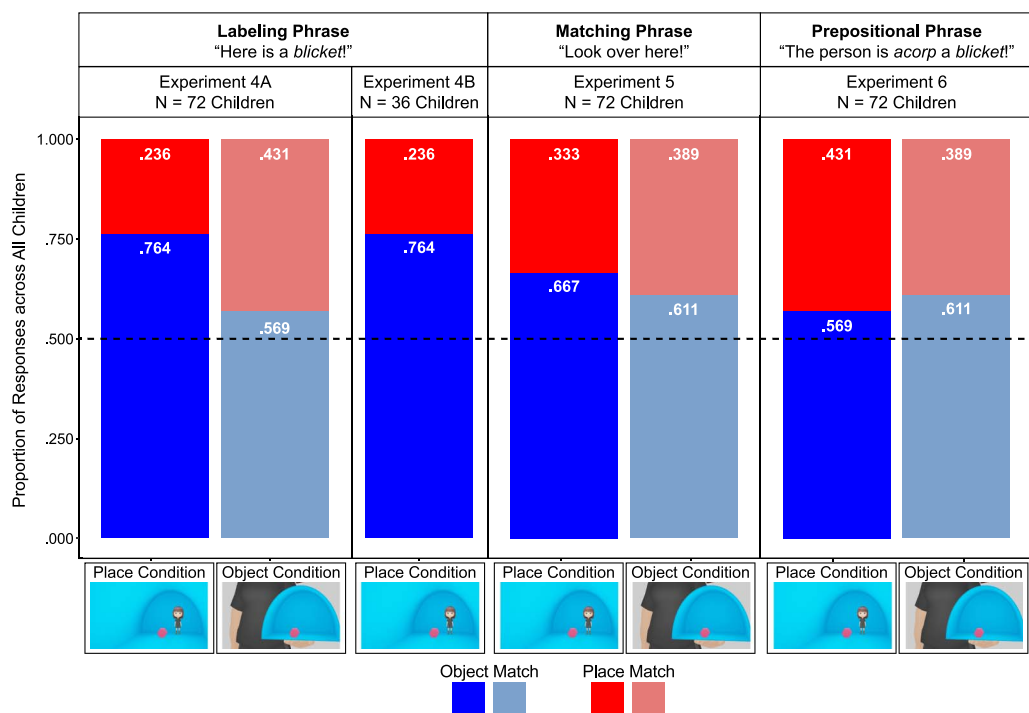 Labeling Phrase
“Here is a blicket!”
Matching Phrase
“Look over here!”
Prepositional Phrase
“The person is acorp a blicket!”
Experiment 4A
N = 72 Children
Experiment 4B
N = 36 Children
Experiment 5
N = 72 Children
Experiment 6
N = 72 Children
Proportion of Responses across All Children
1.000
.750
.500
.250
.000
.236
.764
.431
.569
.236
.764
.333
.667
.389
.611
.431
.569
.389
.611
Place Condition
Object Condition
Place Condition
Place Condition
Object Condition
Place Condition
Object Condition
Object Match
Place Match